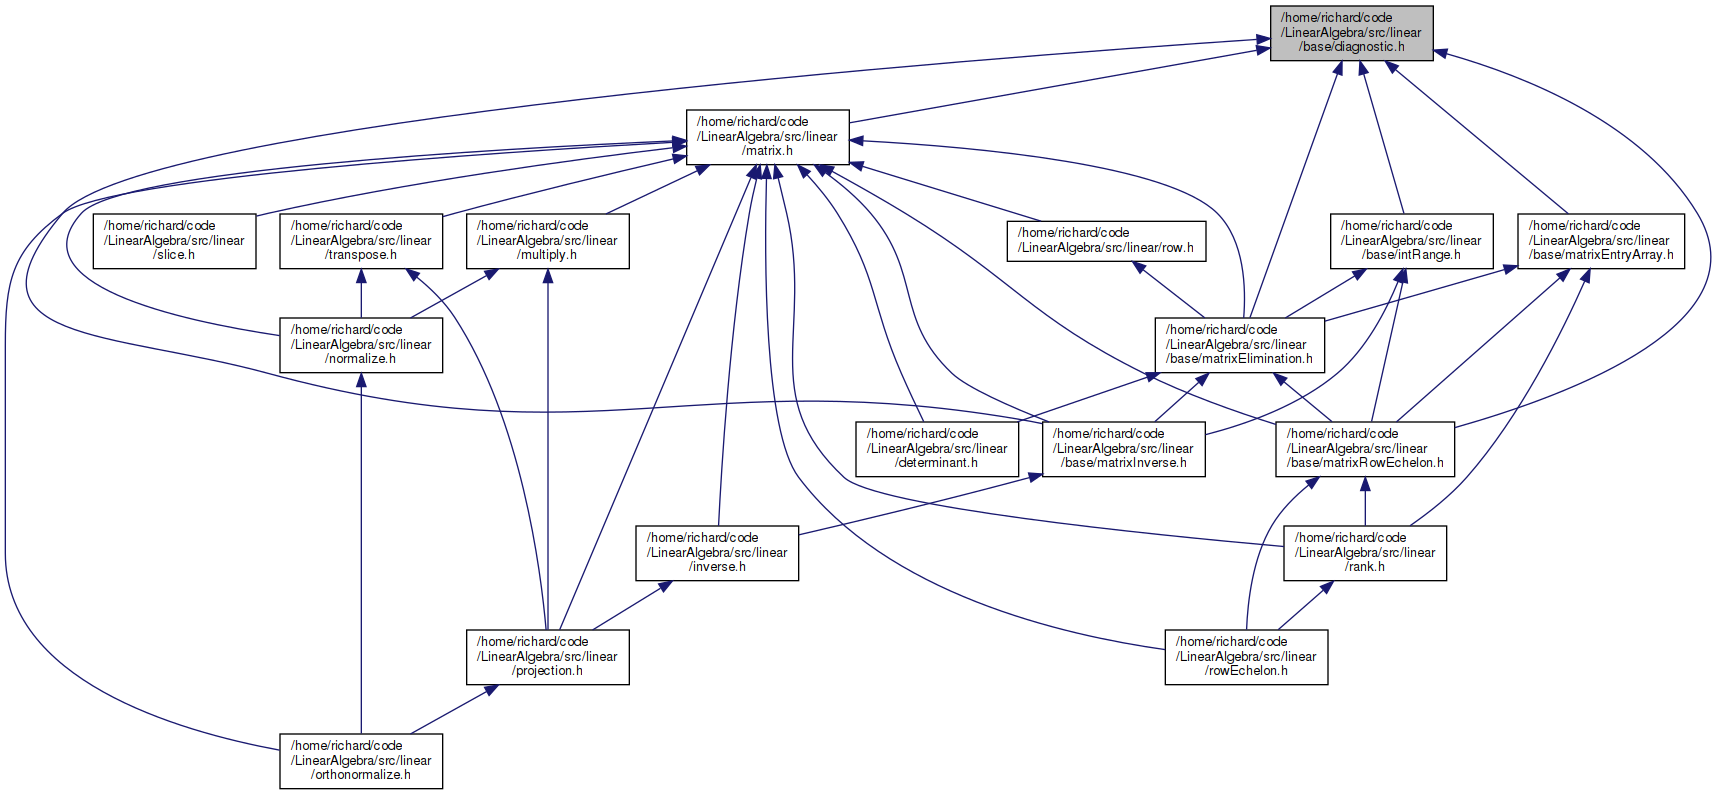 /home/richard/code
/LinearAlgebra/src/linear
/base/diagnostic.h
/home/richard/code
/LinearAlgebra/src/linear
/matrix.h
/home/richard/code
/LinearAlgebra/src/linear
/slice.h
/home/richard/code
/LinearAlgebra/src/linear
/transpose.h
/home/richard/code
/LinearAlgebra/src/linear
/multiply.h
/home/richard/code
/LinearAlgebra/src/linear/row.h
/home/richard/code
/LinearAlgebra/src/linear
/base/intRange.h
/home/richard/code
/LinearAlgebra/src/linear
/base/matrixEntryArray.h
/home/richard/code
/LinearAlgebra/src/linear
/normalize.h
/home/richard/code
/LinearAlgebra/src/linear
/base/matrixElimination.h
/home/richard/code
/LinearAlgebra/src/linear
/determinant.h
/home/richard/code
/LinearAlgebra/src/linear
/base/matrixInverse.h
/home/richard/code
/LinearAlgebra/src/linear
/base/matrixRowEchelon.h
/home/richard/code
/LinearAlgebra/src/linear
/inverse.h
/home/richard/code
/LinearAlgebra/src/linear
/rank.h
/home/richard/code
/LinearAlgebra/src/linear
/projection.h
/home/richard/code
/LinearAlgebra/src/linear
/rowEchelon.h
/home/richard/code
/LinearAlgebra/src/linear
/orthonormalize.h